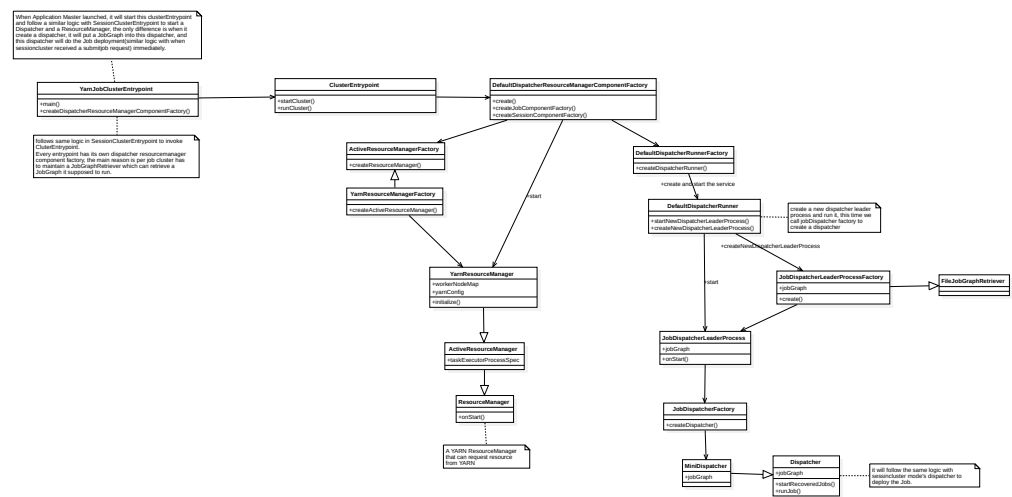 When Application Master launched, it will start this clusterEntrypoint
and follow a similar logic with SessionClusterEntrypoint to start a
Dispatcher and a ResourceManager, the only difference is when it
create a dispatcher, it will put a JobGraph into this dispatcher, and
this dispatcher will do the Job deployment(similar logic with when
sessioncluster received a submitjob request) immediately.
YarnJobClusterEntrypoint
+main()
+createDispatcherResourceManagerComponentFactory()
ClusterEntrypoint
+startCluster()
+runCluster()
DefaultDispatcherResourceManagerComponentFactory
+create()
+createJobComponentFactory()
+createSessionComponentFactory()
follows same logic in SessionClusterEntrypoint to invoke
CluterEntrypoint.
Every entrypoint has its own dispatcher resourcemanager
component factory, the main reason is per job cluster has
to maintain a JobGraphRetriever which can retrieve a
JobGraph it supposed to run.
ActiveResourceManagerFactory
+createResourceManager()
DefaultDispatcherRunnerFactory
+createDispatcherRunner()
+create and start the service
YarnResourceManagerFactory
+createActiveResourceManager()
+start
DefaultDispatcherRunner
+startNewDispatcherLeaderProcess()
+createNewDispatcherLeaderProcess()
create a new dispatcher leader
process and run it, this time we
call jobDispatcher factory to
create a dispatcher
+createNewDispatcherLeaderProcess
YarnResourceManager
+workerNodeMap
+yarnConfig
+initialize()
+start
JobDispatcherLeaderProcessFactory
+jobGraph
+create()
FileJobGraphRetriever
ActiveResourceManager
+taskExecutorProcessSpec
JobDispatcherLeaderProcess
+jobGraph
+onStart()
ResourceManager
+onStart()
JobDispatcherFactory
+createDispatcher()
A YARN ResourceManager
that can request resource
from YARN
MiniDispatcher
+jobGraph
Dispatcher
+jobGraph
+startRecoveredJobs()
+runJob()
it will follow the same logic with
sessincluster mode's dispatcher to
deploy the Job.